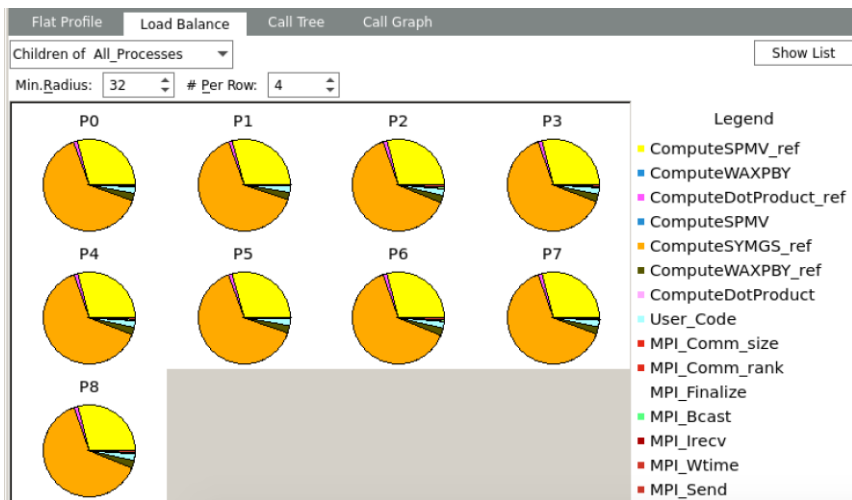 Flat Profile Load Balance Call Tree Call Graph
Children of All_Processes Show List
Min.Radius: 32 # Per Row: 4
P0 P1 P2 P3
P4 P5 P6 P7
P8
Legend
ComputeSPMV_ref
ComputeWAXPBY
ComputeDotProduct_ref
ComputeSPMV
ComputeSYMGS_ref
ComputeWAXPBY_ref
ComputeDotProduct
User_Code
MPI_Comm_size
MPI_Comm_rank
MPI_Finalize
MPI_Bcast
MPI_Irecv
MPI_Wtime
MPI_Send